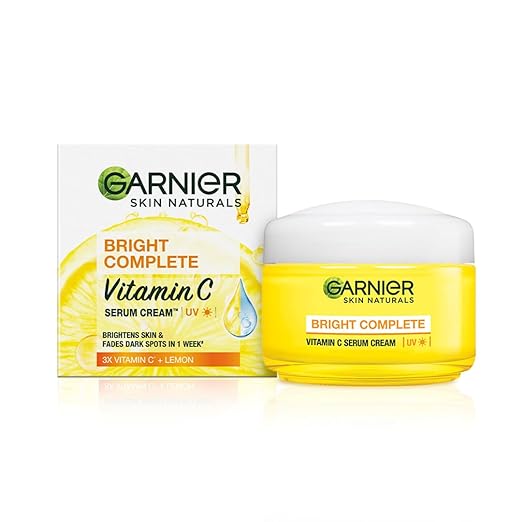 GARNIER
SKIN NATURALS
BRIGHT
COMPLETE
Vitamin C
SERUM CREAM™ | UV
BRIGHTENS SKIN &
FADES DARK SPOTS IN 1 WEEK
3X VITAMIN C* + LEMON
GARNIER
SKIN NATURALS
BRIGHT COMPLETE
VITAMIN C SERUM CREAM | UV